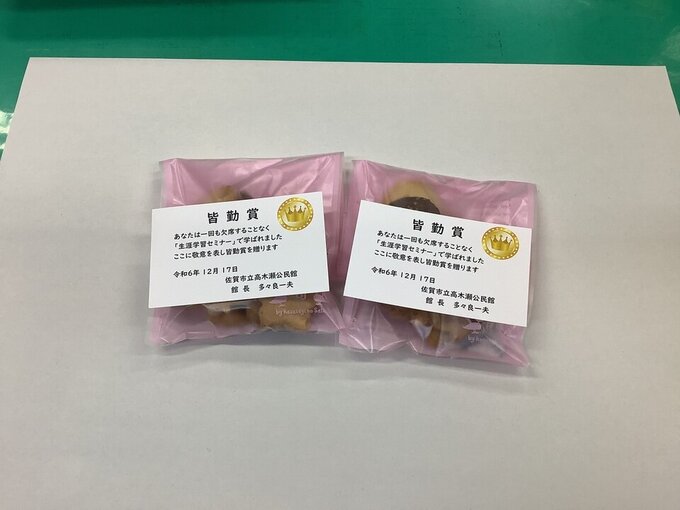 皆勤賞
あなたは一回も欠席することなく
「生涯学習セミナー」で学ばれました
ここに敬意を表し皆勤賞を贈ります
令和6年12月17日
佐賀市立高木瀬公民館
館長 多々良一夫
皆勤賞
あなたは一回も欠席することなく
「生涯学習セミナー」で学ばれました
ここに敬意を表し皆勤賞を贈ります
令和6年12月17日
佐賀市立高木瀬公民館
館長 多々良一夫